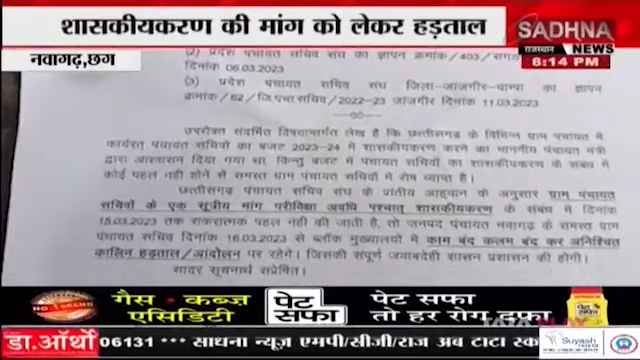 शासकीयकरण की मांग को लेकर हड़ताल
SADHNA
राजस्थान NEWS
8:14 PM
नवागढ़,छग
(2) प्रदेश पंचायत सचिव संघ का ज्ञापन क्रमांक/403/
दिनांक 06.03.2023
(3) प्रदेश पंचायत सचिव संघ जिला-जांजगीर-चाम्पा का ज्ञापन
क्रमांक/62/जि.पंचा.सचिव/2022-23 जांजगीर दिनांक 11.03.2023
--00--
उपरोक्त संदर्भित विषयान्तर्गत लेख है कि छत्तीसगढ़ के विभिन्न ग्राम पंचायत में
कार्यरत पंचायत सचिवों का बजट 2023-24 में शासकीयकरण करने का माननीय पंचायत मंत्री
द्वारा आश्वासन दिया गया था, किन्तु बजट में पंचायत सचिवों का शासकीयकरण के संबंध में
कोई पहल नही होने से समस्त ग्राम पंचायत सचिवों में रोष व्याप्त है।
छत्तीसगढ़ पंचायत सचिव संघ के प्रांतीय आह्वान के अनुसार ग्राम पंचायत
सचिवों के एक सूत्रीय मांग परीविक्षा अवधि पश्चात् शासकीयकरण के संबंध में दिनांक
15.03.2023 तक सकारात्मक पहल नही की जाती है, तो जनपद पंचायत नवागढ़ के समस्त ग्राम
पंचायत सचिव दिनांक 16.03.2023 से ब्लॉक मुख्यालयो में काम बंद कलम बंद कर अनिश्चित
कालिन हड़ताल/आंदोलन पर रहेगे। जिसकी संपूर्ण जवाबदेही शासन प्रशासन की होगी।
सादर सूचनार्थ सम्प्रेषित।
गैस - कब्ज
एसिडिटी
पेट
सफा
पेट सफा
तो हर रोग दफा
डा.ऑर्थो
06131 *** साधना न्यूज़ एमपी/सीजी/राज अब टाटा स्का
Suyash